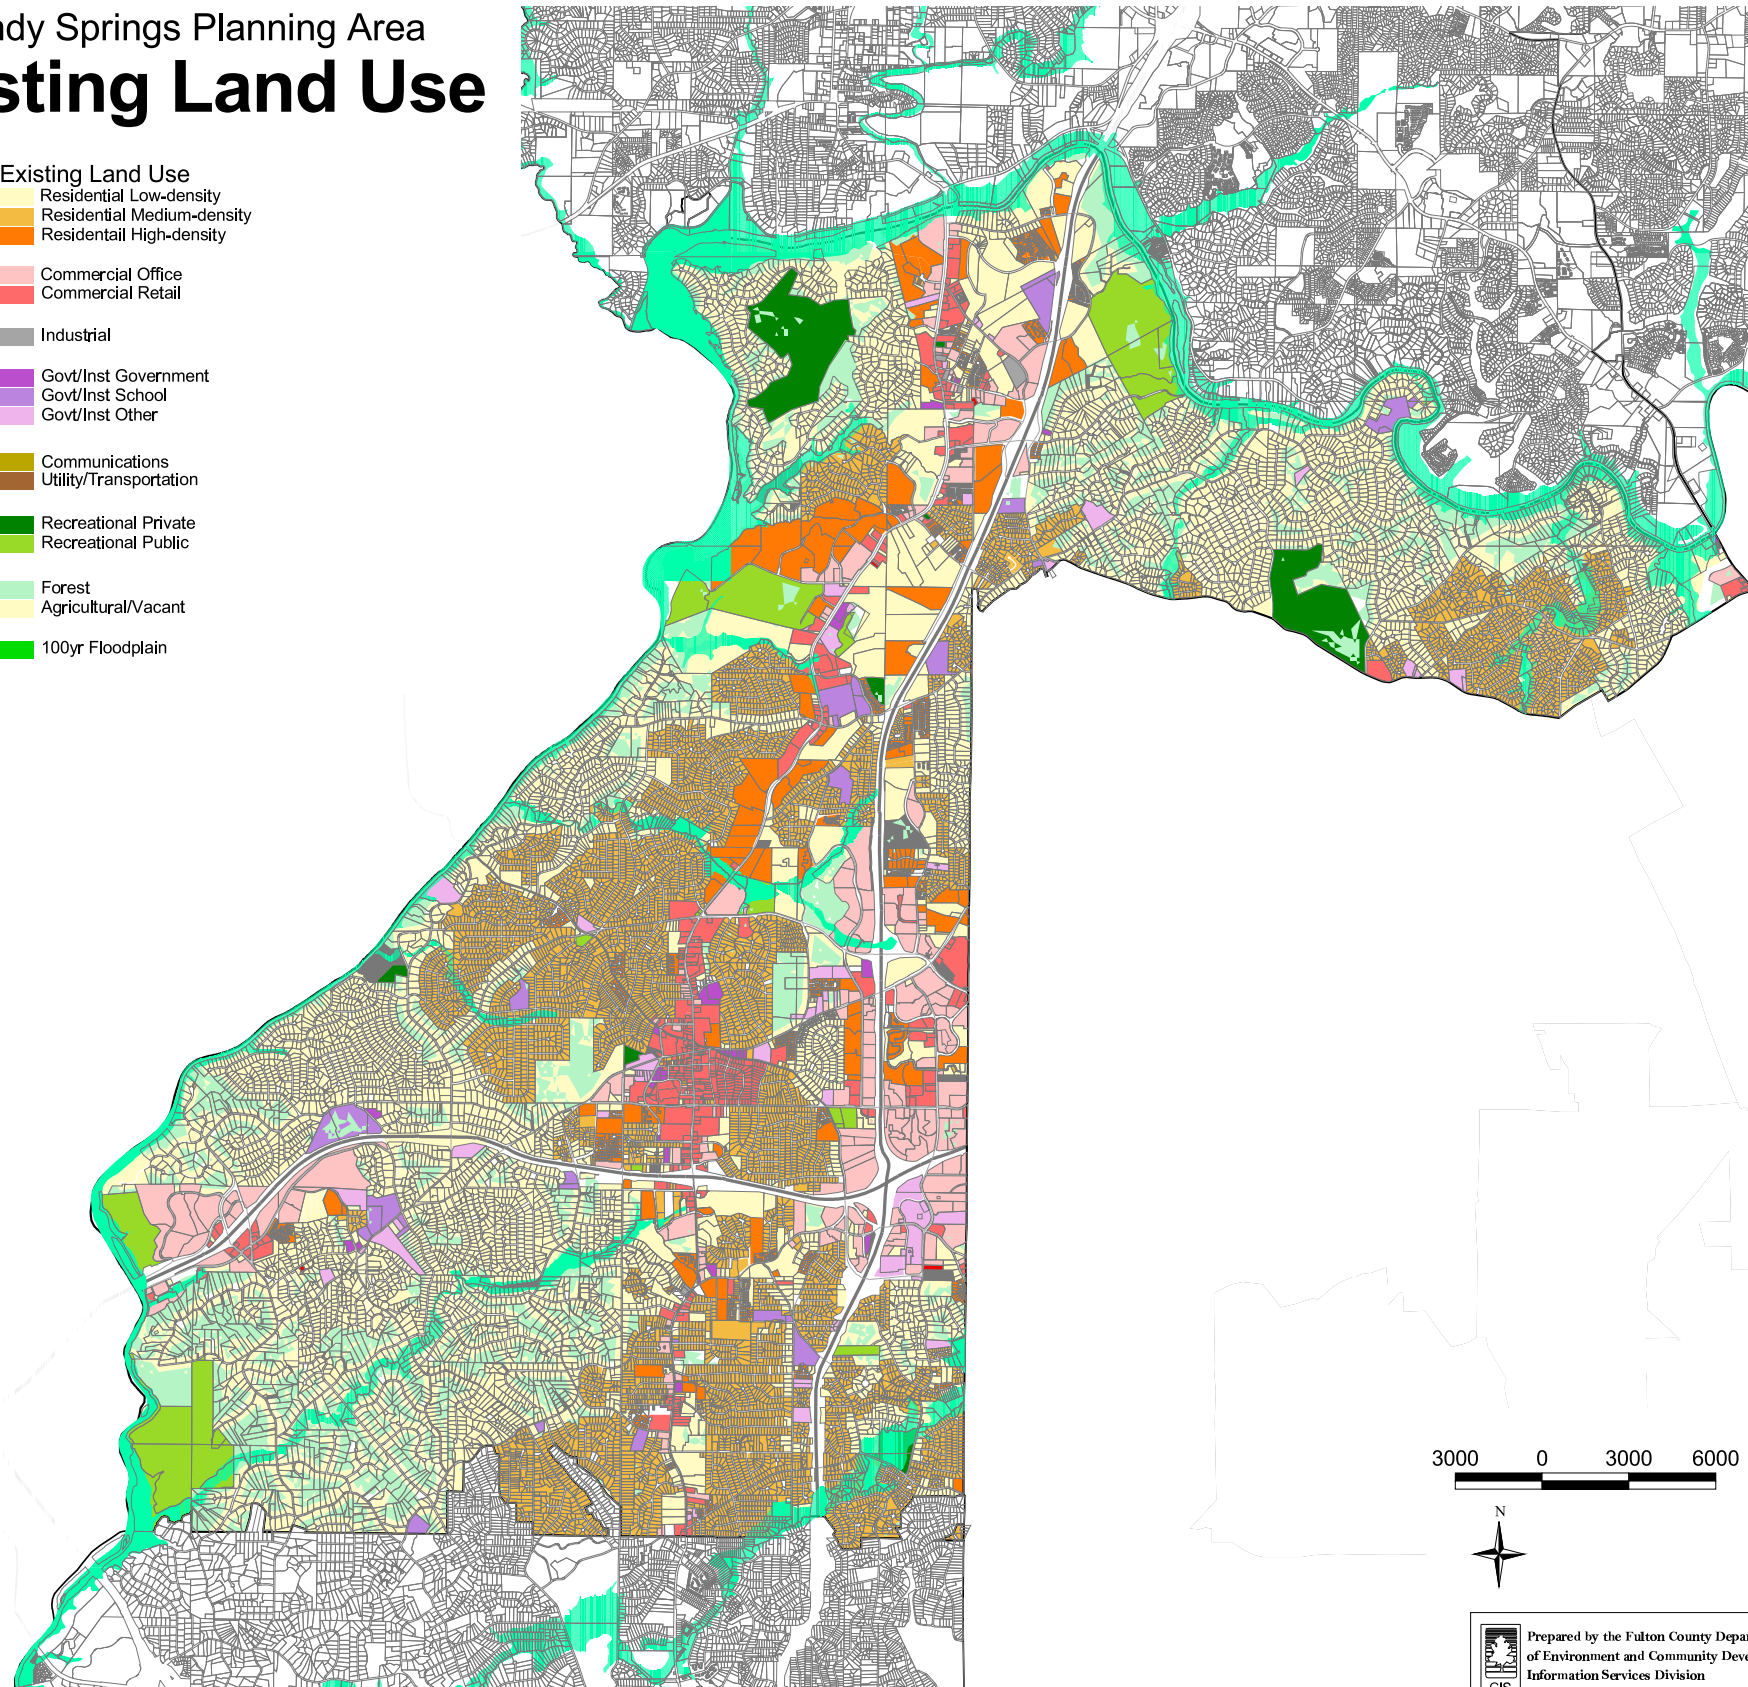 ndy Springs Planning Area
sting Land Use
Existing Land Use
Residential Low-density
Residential Medium-density
Residentail High-density
Commercial Office
Commercial Retail
Industrial
Govt/Inst Government
Govt/Inst School
Govt/Inst Other
Communications
Utility/Transportation
Recreational Private
Recreational Public
Forest
Agricultural/Vacant
100yr Floodplain
3000 0 3000 6000
N
Prepared by the Fulton County Depar
of Environment and Community Deve
Information Services Division
GIS